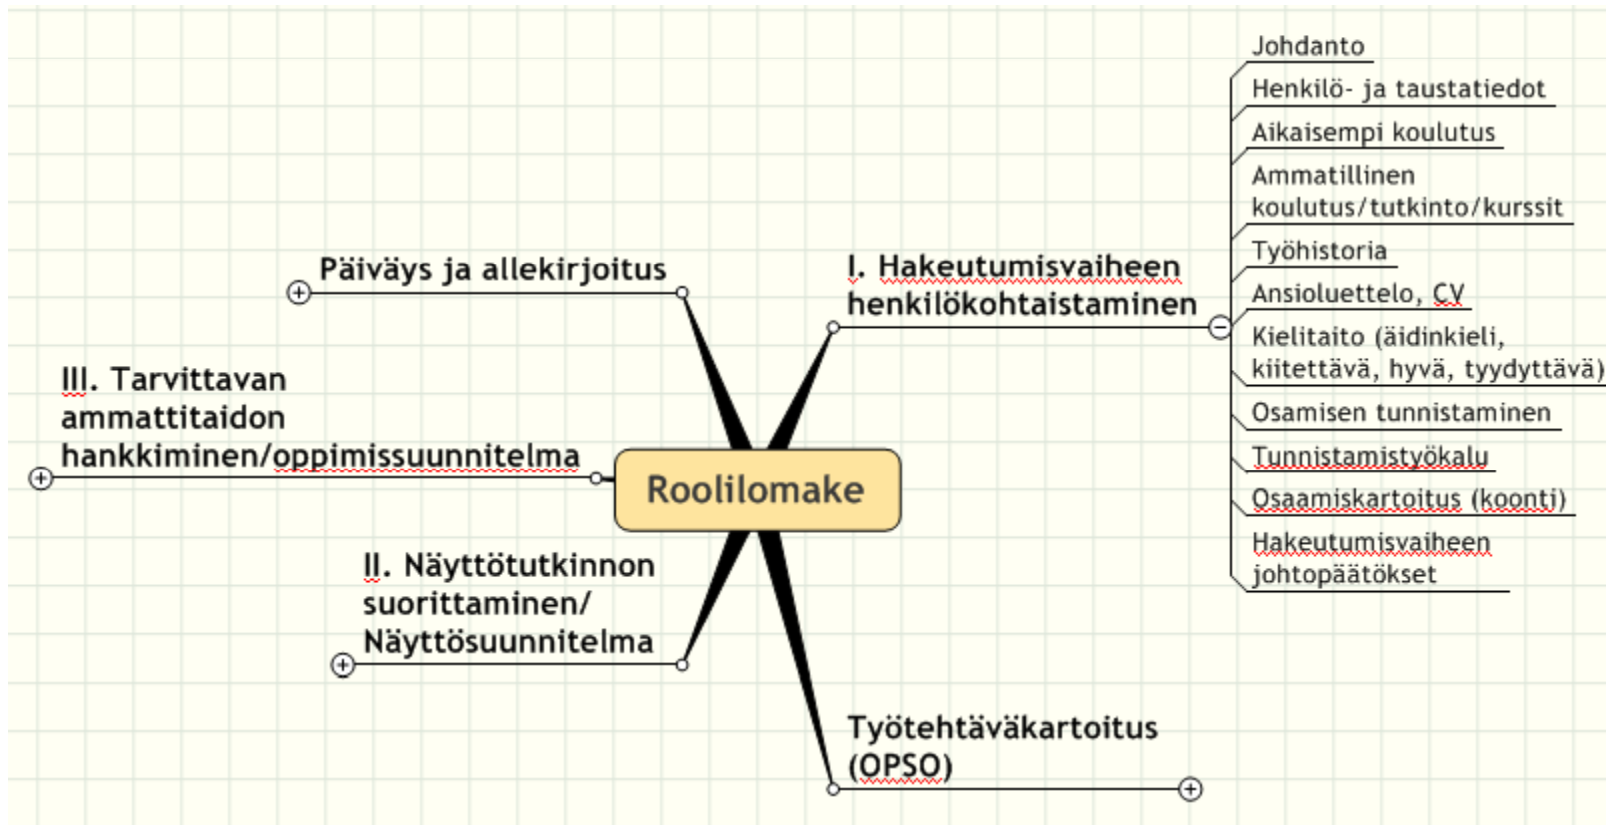 Johdanto
Henkilö- ja taustatiedot
Aikaisempi koulutus
Ammatillinen
koulutus/tutkinto/kurssit
Työhistoria
Ansioluettelo, CV
Kielitaito (äidinkieli,
kiitettävä, hyvä, tyydyttävä)
Osamisen tunnistaminen
Tunnistamistyökalu
Osaamiskartoitus (koonti)
Hakeutumisvaiheen
johtopäätökset
I. Hakeutumisvaiheen
henkilökohtaistaminen
Päiväys ja allekirjoitus
III. Tarvittavan
ammattitaidon
hankkiminen/oppimissuunnitelma
Roolilomake
II. Näyttötutkinnon
suorittaminen/
Näyttösuunnitelma
Työtehtäväkartoitus
(OPSO)